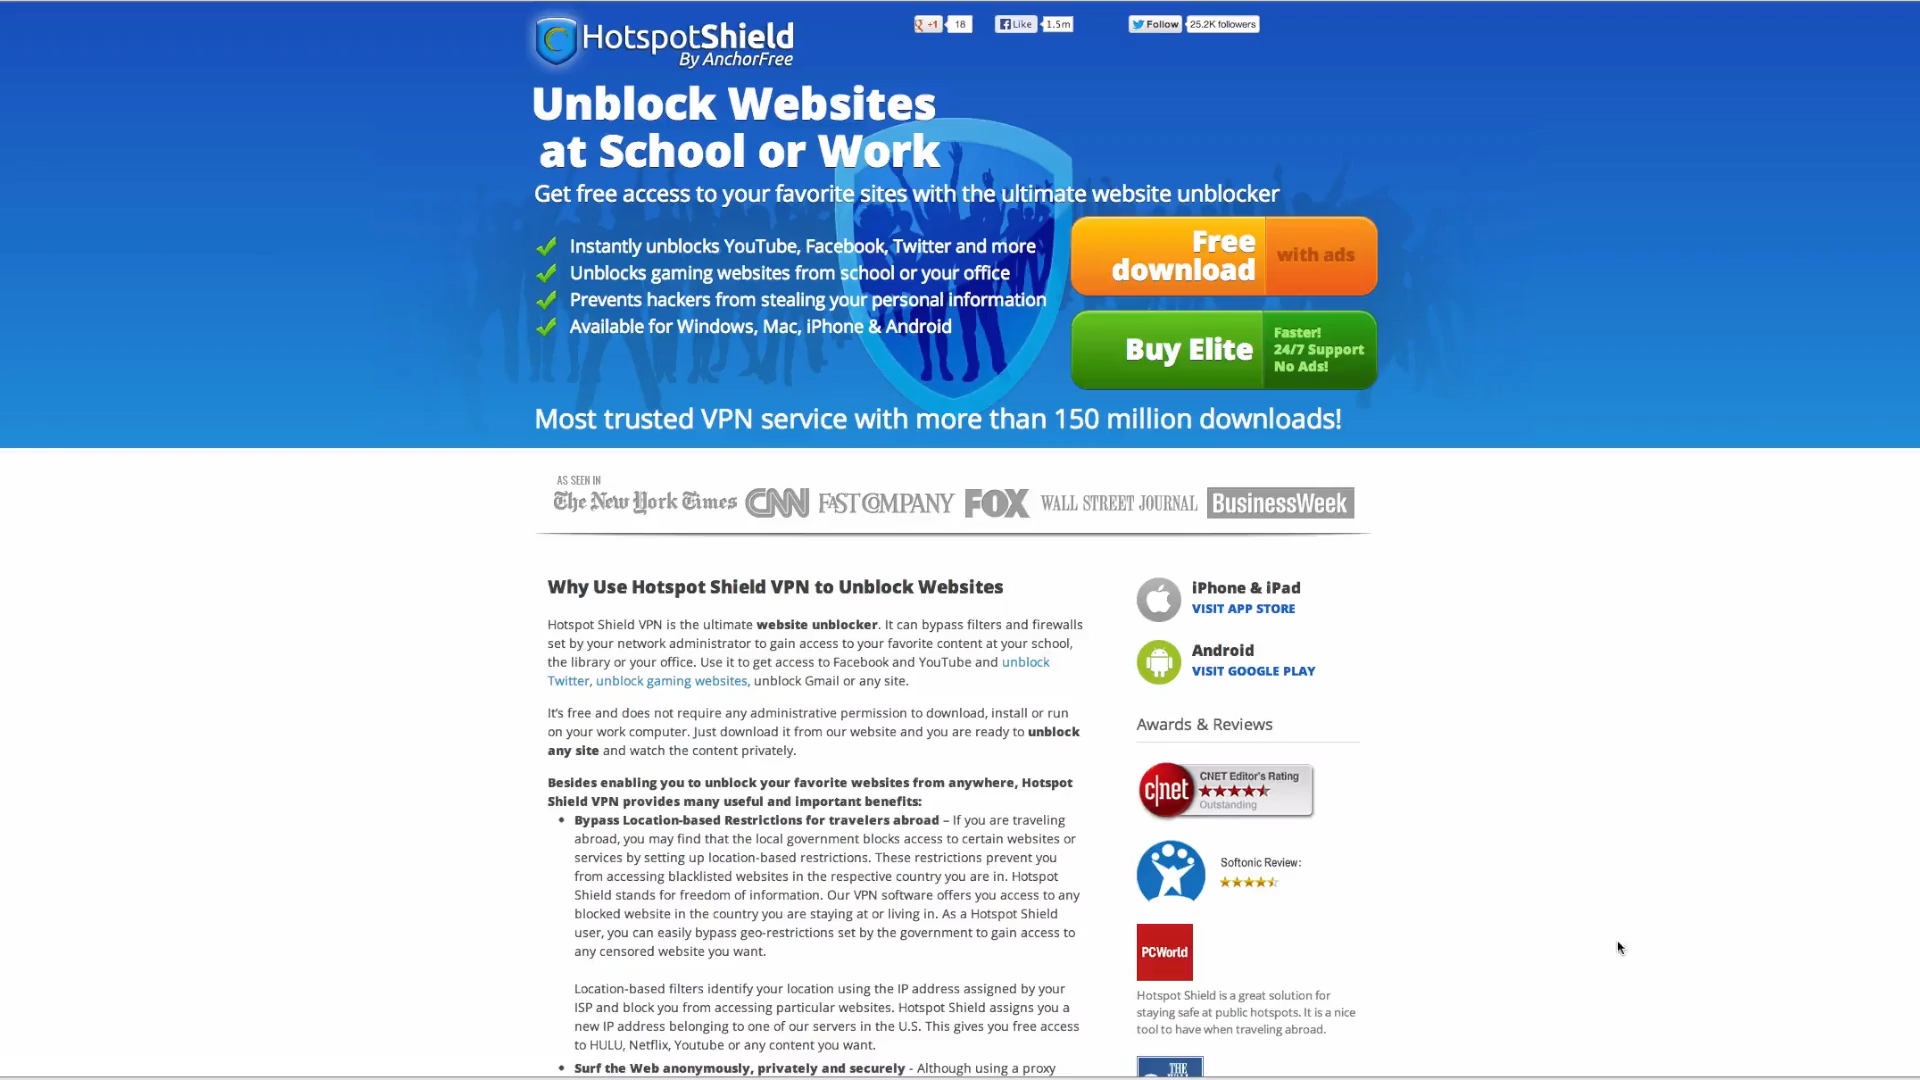 HotspotShield
By AnchorFree
+1 18
Like 1.5m
Follow 25.2K followers
Unblock Websites
at School or Work
Get free access to your favorite sites with the ultimate website unblocker
Instantly unblocks YouTube, Facebook, Twitter and more
Unblocks gaming websites from school or your office
Prevents hackers from stealing your personal information
Available for Windows, Mac, iPhone & Android
Free
download
with ads
Buy Elite
Faster!
24/7 Support
No Ads!
Most trusted VPN service with more than 150 million downloads!
AS SEEN IN
The New York Times CNN FAST COMPANY FOX WALL STREET JOURNAL BusinessWeek
Why Use Hotspot Shield VPN to Unblock Websites
Hotspot Shield VPN is the ultimate website unblocker. It can bypass filters and firewalls
set by your network administrator to gain access to your favorite content at your school,
the library or your office. Use it to get access to Facebook and YouTube and unblock
Twitter, unblock gaming websites, unblock Gmail or any site.
It's free and does not require any administrative permission to download, install or run
on your work computer. Just download it from our website and you are ready to unblock
any site and watch the content privately.
Besides enabling you to unblock your favorite websites from anywhere, Hotspot
Shield VPN provides many useful and important benefits:
• Bypass Location-based Restrictions for travelers abroad – If you are traveling
abroad, you may find that the local government blocks access to certain websites or
services by setting up location-based restrictions. These restrictions prevent you
from accessing blacklisted websites in the respective country you are in. Hotspot
Shield stands for freedom of information. Our VPN software offers you access to any
blocked website in the country you are staying at or living in. As a Hotspot Shield
user, you can easily bypass geo-restrictions set by the government to gain access to
any censored website you want.
Location-based filters identify your location using the IP address assigned by your
ISP and block you from accessing particular websites. Hotspot Shield assigns you a
new IP address belonging to one of our servers in the U.S. This gives you free access
to HULU, Netflix, Youtube or any content you want.
• Surf the Web anonymously, privately and securely - Although using a proxy
iPhone & iPad
VISIT APP STORE
Android
VISIT GOOGLE PLAY
Awards & Reviews
c|net
CNET Editor's Rating
Outstanding
Softonic Review:
PCWorld
Hotspot Shield is a great solution for
staying safe at public hotspots. It is a nice
tool to have when traveling abroad.
THE